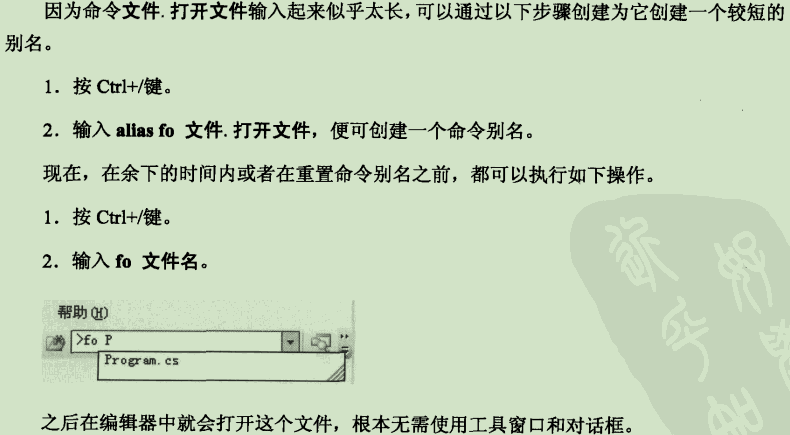 因为命令文件.打开文件输入起来似乎太长，可以通过以下步骤创建为它创建一个较短的
别名。
1．按 Ctrl+/键。
2．输入 alias fo 文件.打开文件，便可创建一个命令别名。
现在，在余下的时间内或者在重置命令别名之前，都可以执行如下操作。
1．按 Ctrl+/键。
2．输入 fo 文件名。
帮助(H)
>fo P
Program.cs
之后在编辑器中就会打开这个文件，根本无需使用工具窗口和对话框。